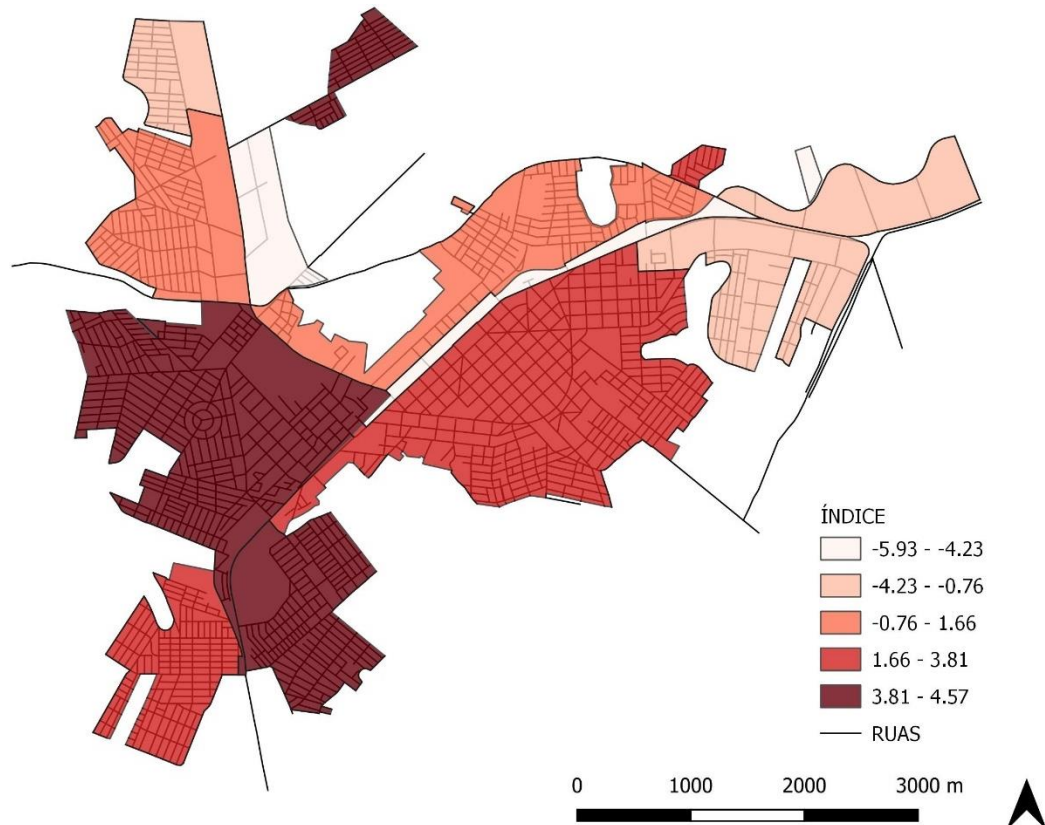 ÍNDICE
-5.93 - -4.23
-4.23 - -0.76
-0.76 - 1.66
1.66 - 3.81
3.81 - 4.57
RUAS
0 1000 2000 3000 m